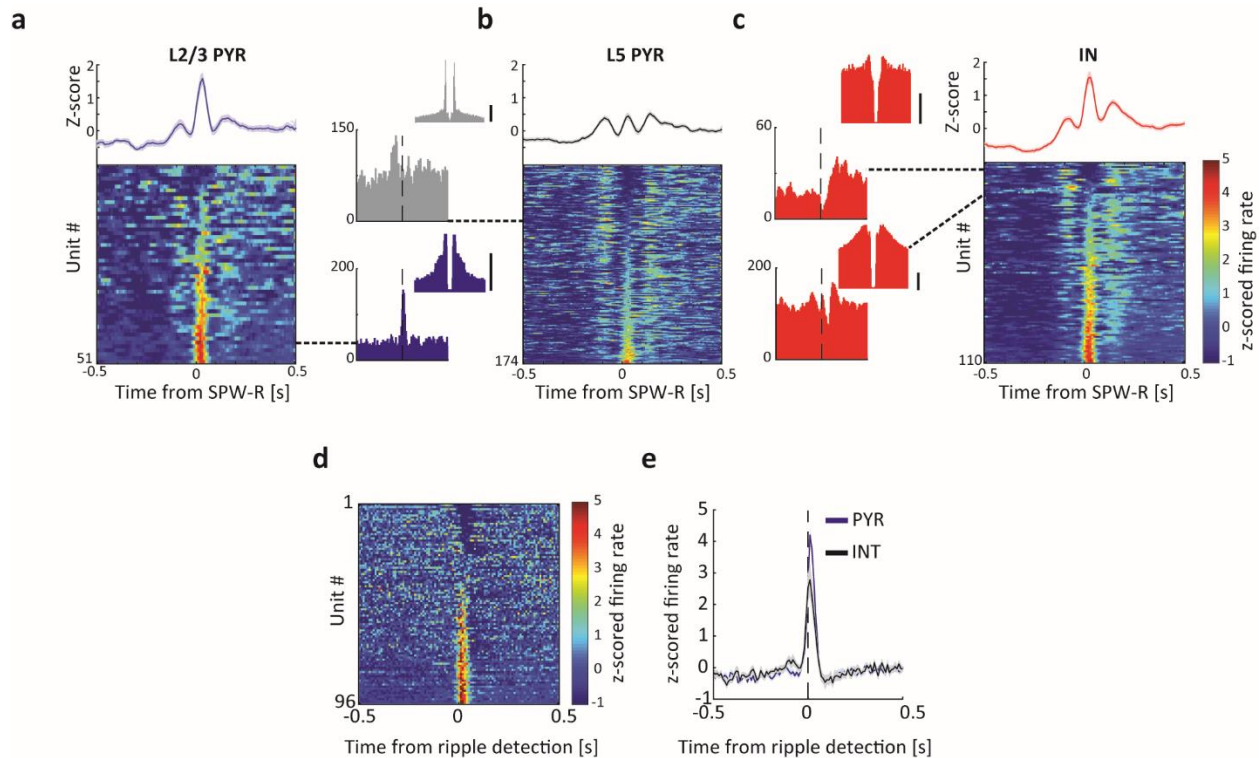 a
L2/3 PYR
Z-score
2
1
0
Unit #
51
-0.5
0
0.5
Time from SPW-R [s]
150
0
200
0
b
L5 PYR
2
1
0
174
-0.5
0
0.5
Time from SPW-R [s]
c
IN
60
0
200
0
Z-score
2
1
0
Unit #
110
-0.5
0
0.5
Time from SPW-R [s]
5
4
3
2
1
0
-1
z-scored firing rate
d
1
Unit #
96
-0.5
0
0.5
Time from ripple detection [s]
5
4
3
2
1
0
-1
z-scored firing rate
e
z-scored firing rate
5
4
3
2
1
0
-1
PYR
INT
-0.5
0
0.5
Time from ripple detection [s]